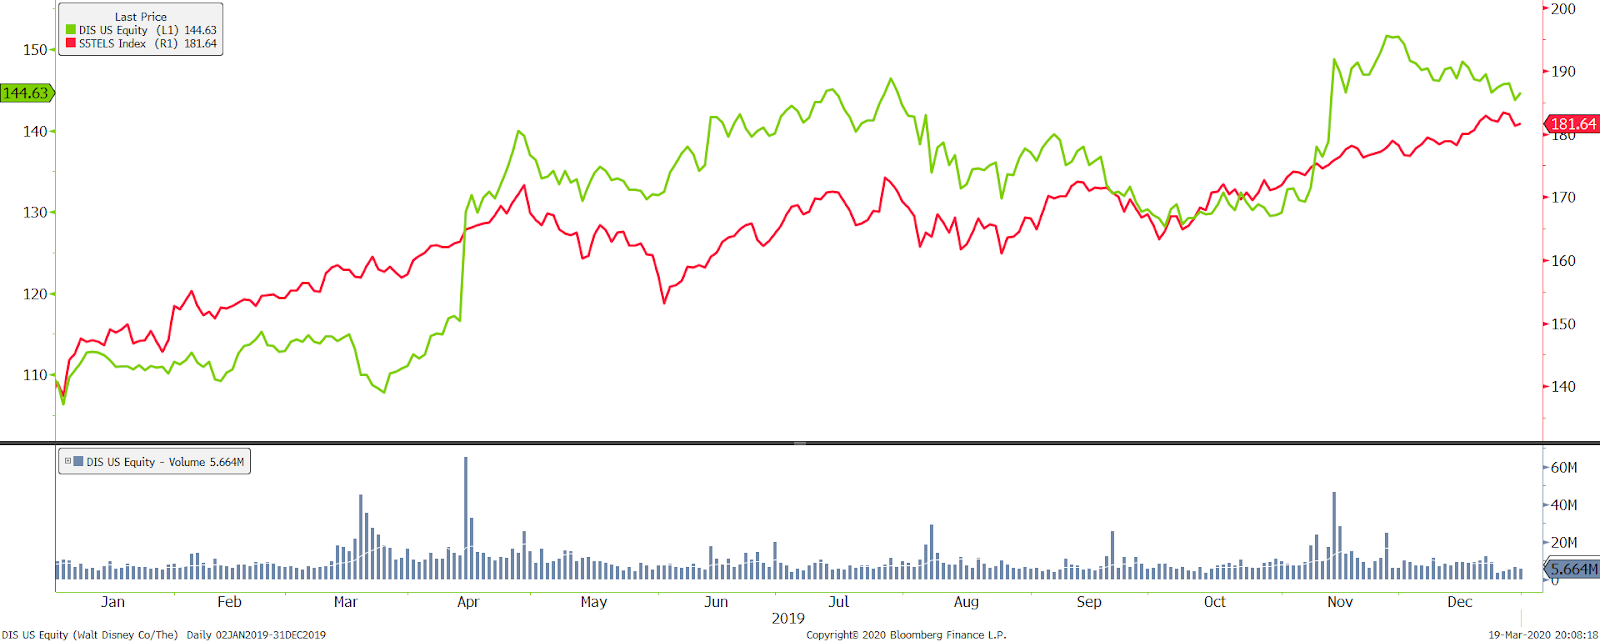 Last Price
DIS US Equity (L1) 144.63
S5TELS Index (R1) 181.64
150
144.63
140
130
120
110
200
190
181.64
180
170
160
150
140
DIS US Equity - Volume 5.664M
60M
40M
20M
5.664M
0
Jan Feb Mar Apr May Jun Jul Aug Sep Oct Nov Dec
2019
DIS US Equity (Walt Disney Co/The) Daily 02JAN2019-31DEC2019 Copyright© 2020 Bloomberg Finance L.P. 19-Mar-2020 20:08:18